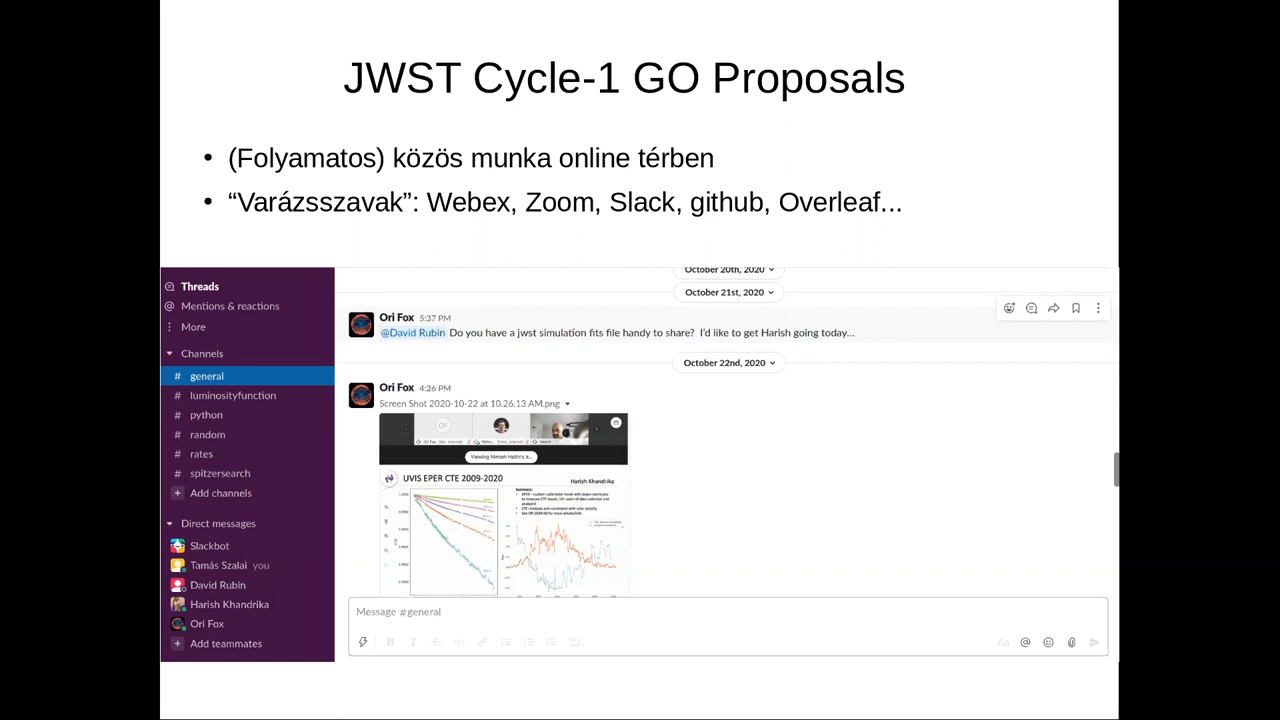 JWST Cycle-1 GO Proposals
(Folyamatos) közös munka online térben
“Varázsszavak”: Webex, Zoom, Slack, github, Overleaf...
Threads
Mentions & reactions
More
Channels
# general
# luminosityfunction
# python
# random
# rates
# spitzersearch
+ Add channels
Direct messages
Slackbot
Tamás Szalai you
David Rubin
Harish Khandrika
Ori Fox
+ Add teammates
October 20th, 2020
October 21st, 2020
Ori Fox 5:37 PM
@David Rubin Do you have a jwst simulation fits file handy to share? I'd like to get Harish going today...
October 22nd, 2020
Ori Fox 4:26 PM
Screen Shot 2020-10-22 at 10.26.13 AM.png
OF
Viewing Nimish Hathi's a...
UVIS EPER CTE 2009-2020
Harish Khandrika
Summary:
Message #general